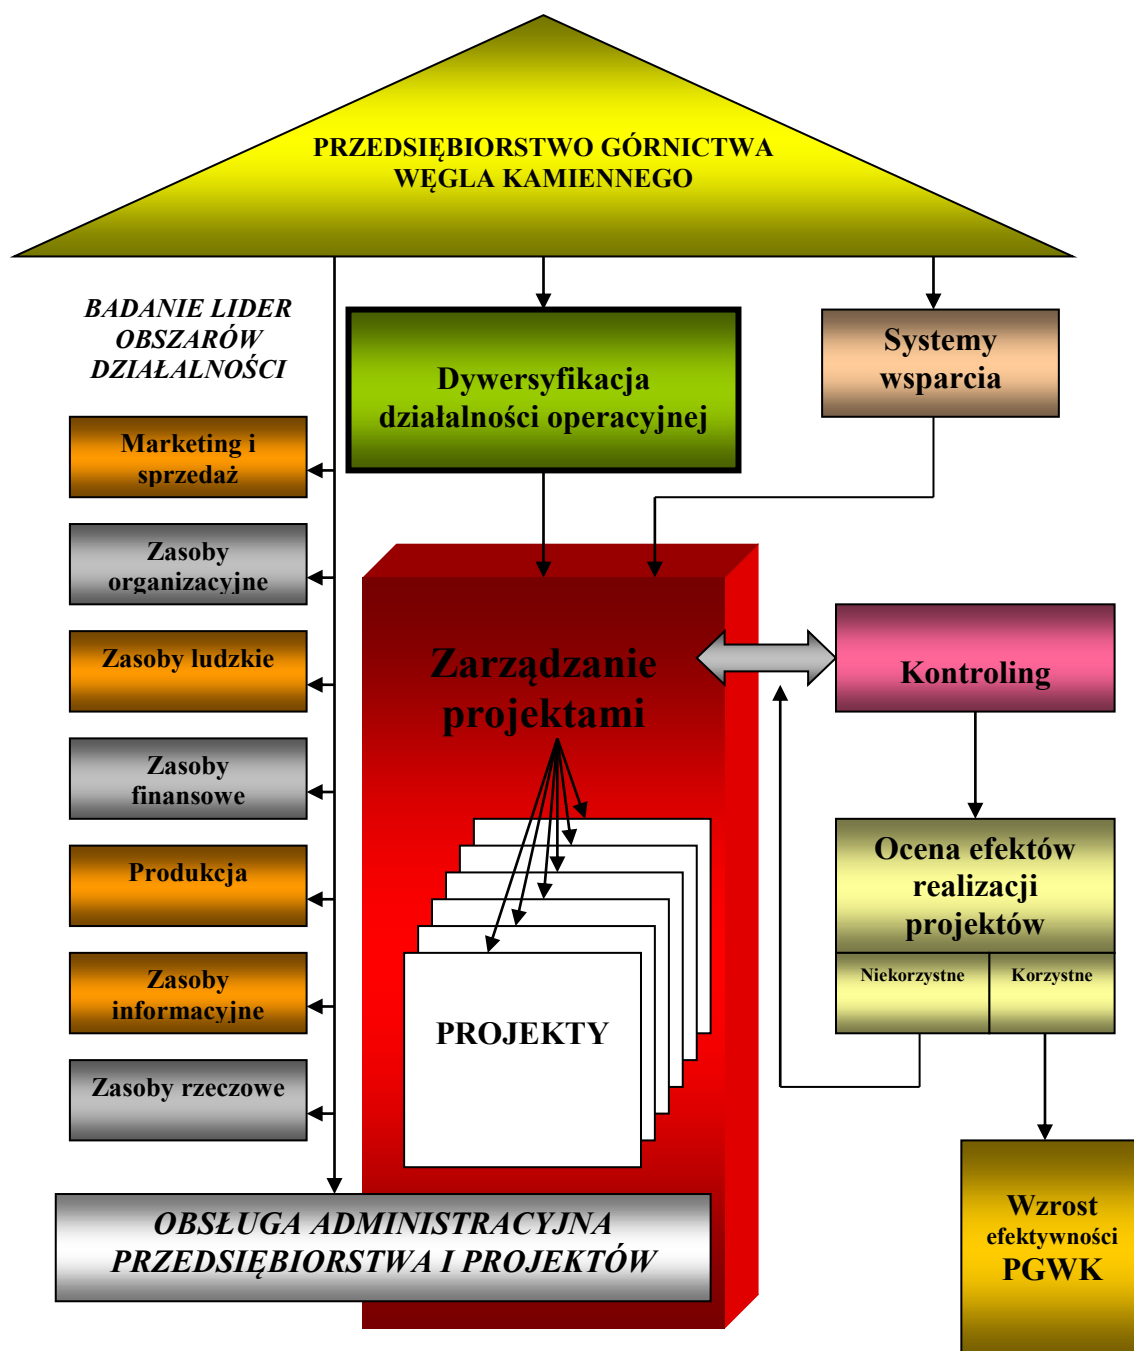 PRZEDSIĘBIORSTWO GÓRNICTWA
WĘGLA KAMIENNEGO
BADANIE LIDER
OBSZARÓW
DZIAŁALNOŚCI
Dywersyfikacja
działalności operacyjnej
Systemy
wsparcia
Marketing i
sprzedaż
Zasoby
organizacyjne
Zasoby ludzkie
Zasoby
finansowe
Produkcja
Zasoby
informacyjne
Zasoby rzeczowe
Zarządzanie
projektami
PROJEKTY
Kontroling
Ocena efektów
realizacji
projektów
Niekorzystne
Korzystne
OBSŁUGA ADMINISTRACYJNA
PRZEDSIĘBIORSTWA I PROJEKTÓW
Wzrost
efektywności
PGWK